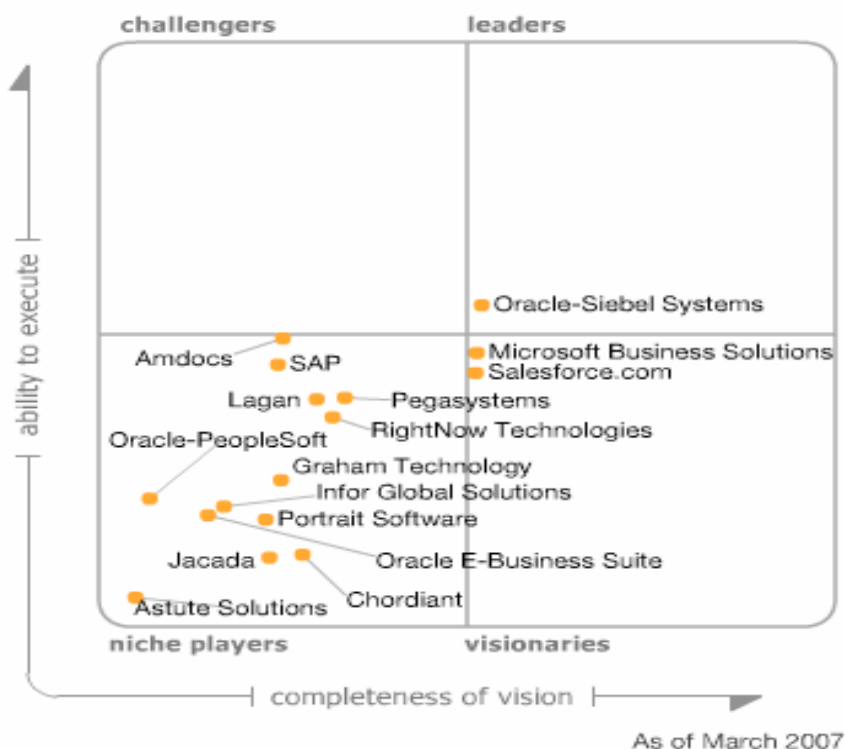 challengers
leaders
ability to execute
Oracle-Siebel Systems
Amdocs
SAP
Microsoft Business Solutions
Salesforce.com
Lagan
Pegasystems
RightNow Technologies
Oracle-PeopleSoft
Graham Technology
Infor Global Solutions
Portrait Software
Jacada
Oracle E-Business Suite
Chordiant
Astute Solutions
niche players
visionaries
completeness of vision
As of March 2007